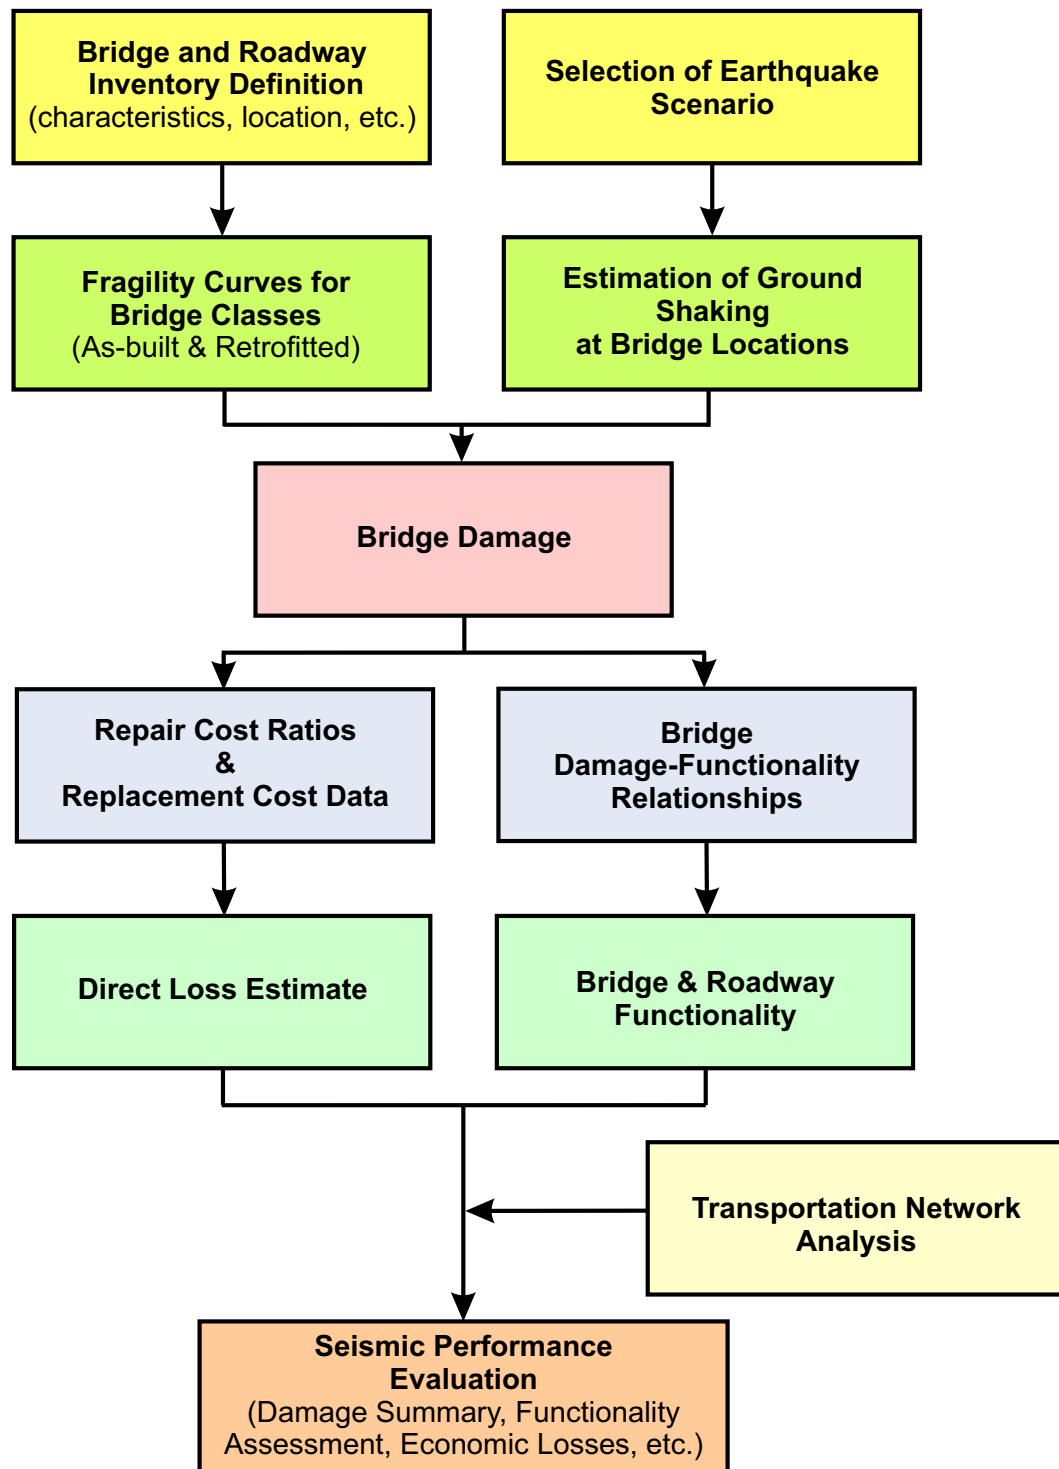 Bridge and Roadway
Inventory Definition
(characteristics, location, etc.)
Selection of Earthquake
Scenario
Fragility Curves for
Bridge Classes
(As-built & Retrofitted)
Estimation of Ground
Shaking
at Bridge Locations
Bridge Damage
Repair Cost Ratios
&
Replacement Cost Data
Bridge
Damage-Functionality
Relationships
Direct Loss Estimate
Bridge & Roadway
Functionality
Transportation Network
Analysis
Seismic Performance
Evaluation
(Damage Summary, Functionality
Assessment, Economic Losses, etc.)